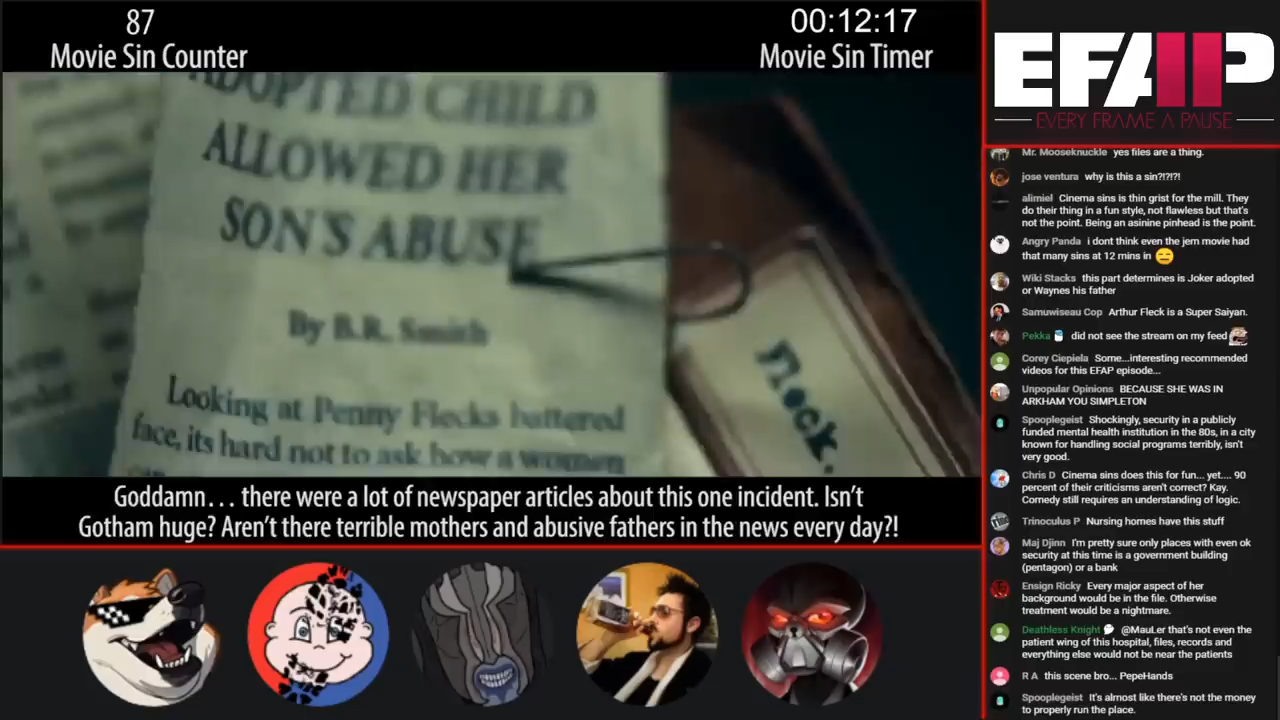 87
Movie Sin Counter
00:12:17
Movie Sin Timer
ADOPTED CHILD
ALLOWED HER
SON'S ABUSE
By B.R. Smith
Looking at Penny Flecks battered
face, its hard not to ask how a women
Fleck.
Goddamn... there were a lot of newspaper articles about this one incident. Isn't
Gotham huge? Aren't there terrible mothers and abusive fathers in the news every day?!
EFAP
EVERY FRAME A PAUSE
Mr. Mooseknuckle yes files are a thing.
jose ventura why is this a sin?!?!?!
alimiel Cinema sins is thin grist for the mill. They
do their thing in a fun style, not flawless but that's
not the point. Being an asinine pinhead is the point.
Angry Panda i dont think even the jem movie had
that many sins at 12 mins in
Wiki Stacks this part determines is Joker adopted
or Waynes his father
Samuwiseau Cop Arthur Fleck is a Super Saiyan.
Pekka did not see the stream on my feed
Corey Ciepiela Some...interesting recommended
videos for this EFAP episode...
Unpopular Opinions BECAUSE SHE WAS IN
ARKHAM YOU SIMPLETON
Spooplegeist Shockingly, security in a publicly
funded mental health institution in the 80s, in a city
known for handling social programs terribly, isn't
very good.
Chris D Cinema sins does this for fun... yet.... 90
percent of their criticisms aren't correct? Kay.
Comedy still requires an understanding of logic.
Trinoculus P Nursing homes have this stuff
Maj Djinn I'm pretty sure only places with even ok
security at this time is a government building
(pentagon) or a bank
Ensign Ricky Every major aspect of her
background would be in the file. Otherwise
treatment would be a nightmare.
Deathless Knight @MauLer that's not even the
patient wing of this hospital, files, records and
everything else would not be near the patients
R A this scene bro... PepeHands
Spooplegeist It's almost like there's not the money
to properly run the place.